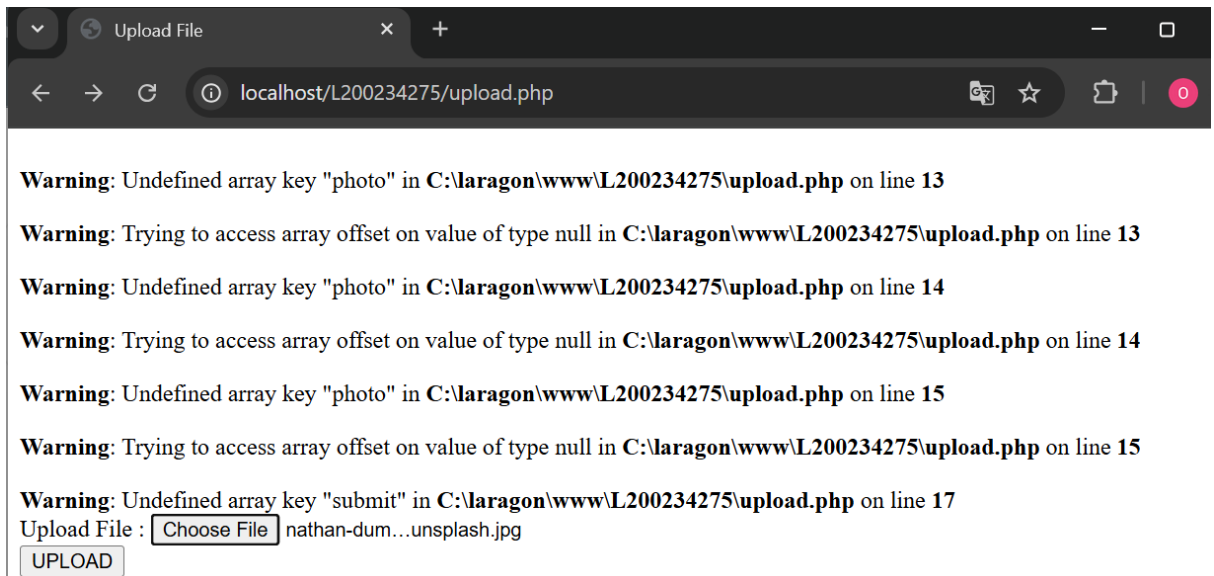 Upload File
localhost/L200234275/upload.php
O
Warning: Undefined array key "photo" in C:\laragon\www\L200234275\upload.php on line 13
Warning: Trying to access array offset on value of type null in C:\laragon\www\L200234275\upload.php on line 13
Warning: Undefined array key "photo" in C:\laragon\www\L200234275\upload.php on line 14
Warning: Trying to access array offset on value of type null in C:\laragon\www\L200234275\upload.php on line 14
Warning: Undefined array key "photo" in C:\laragon\www\L200234275\upload.php on line 15
Warning: Trying to access array offset on value of type null in C:\laragon\www\L200234275\upload.php on line 15
Warning: Undefined array key "submit" in C:\laragon\www\L200234275\upload.php on line 17
Upload File : Choose File nathan-dum…unsplash.jpg
UPLOAD